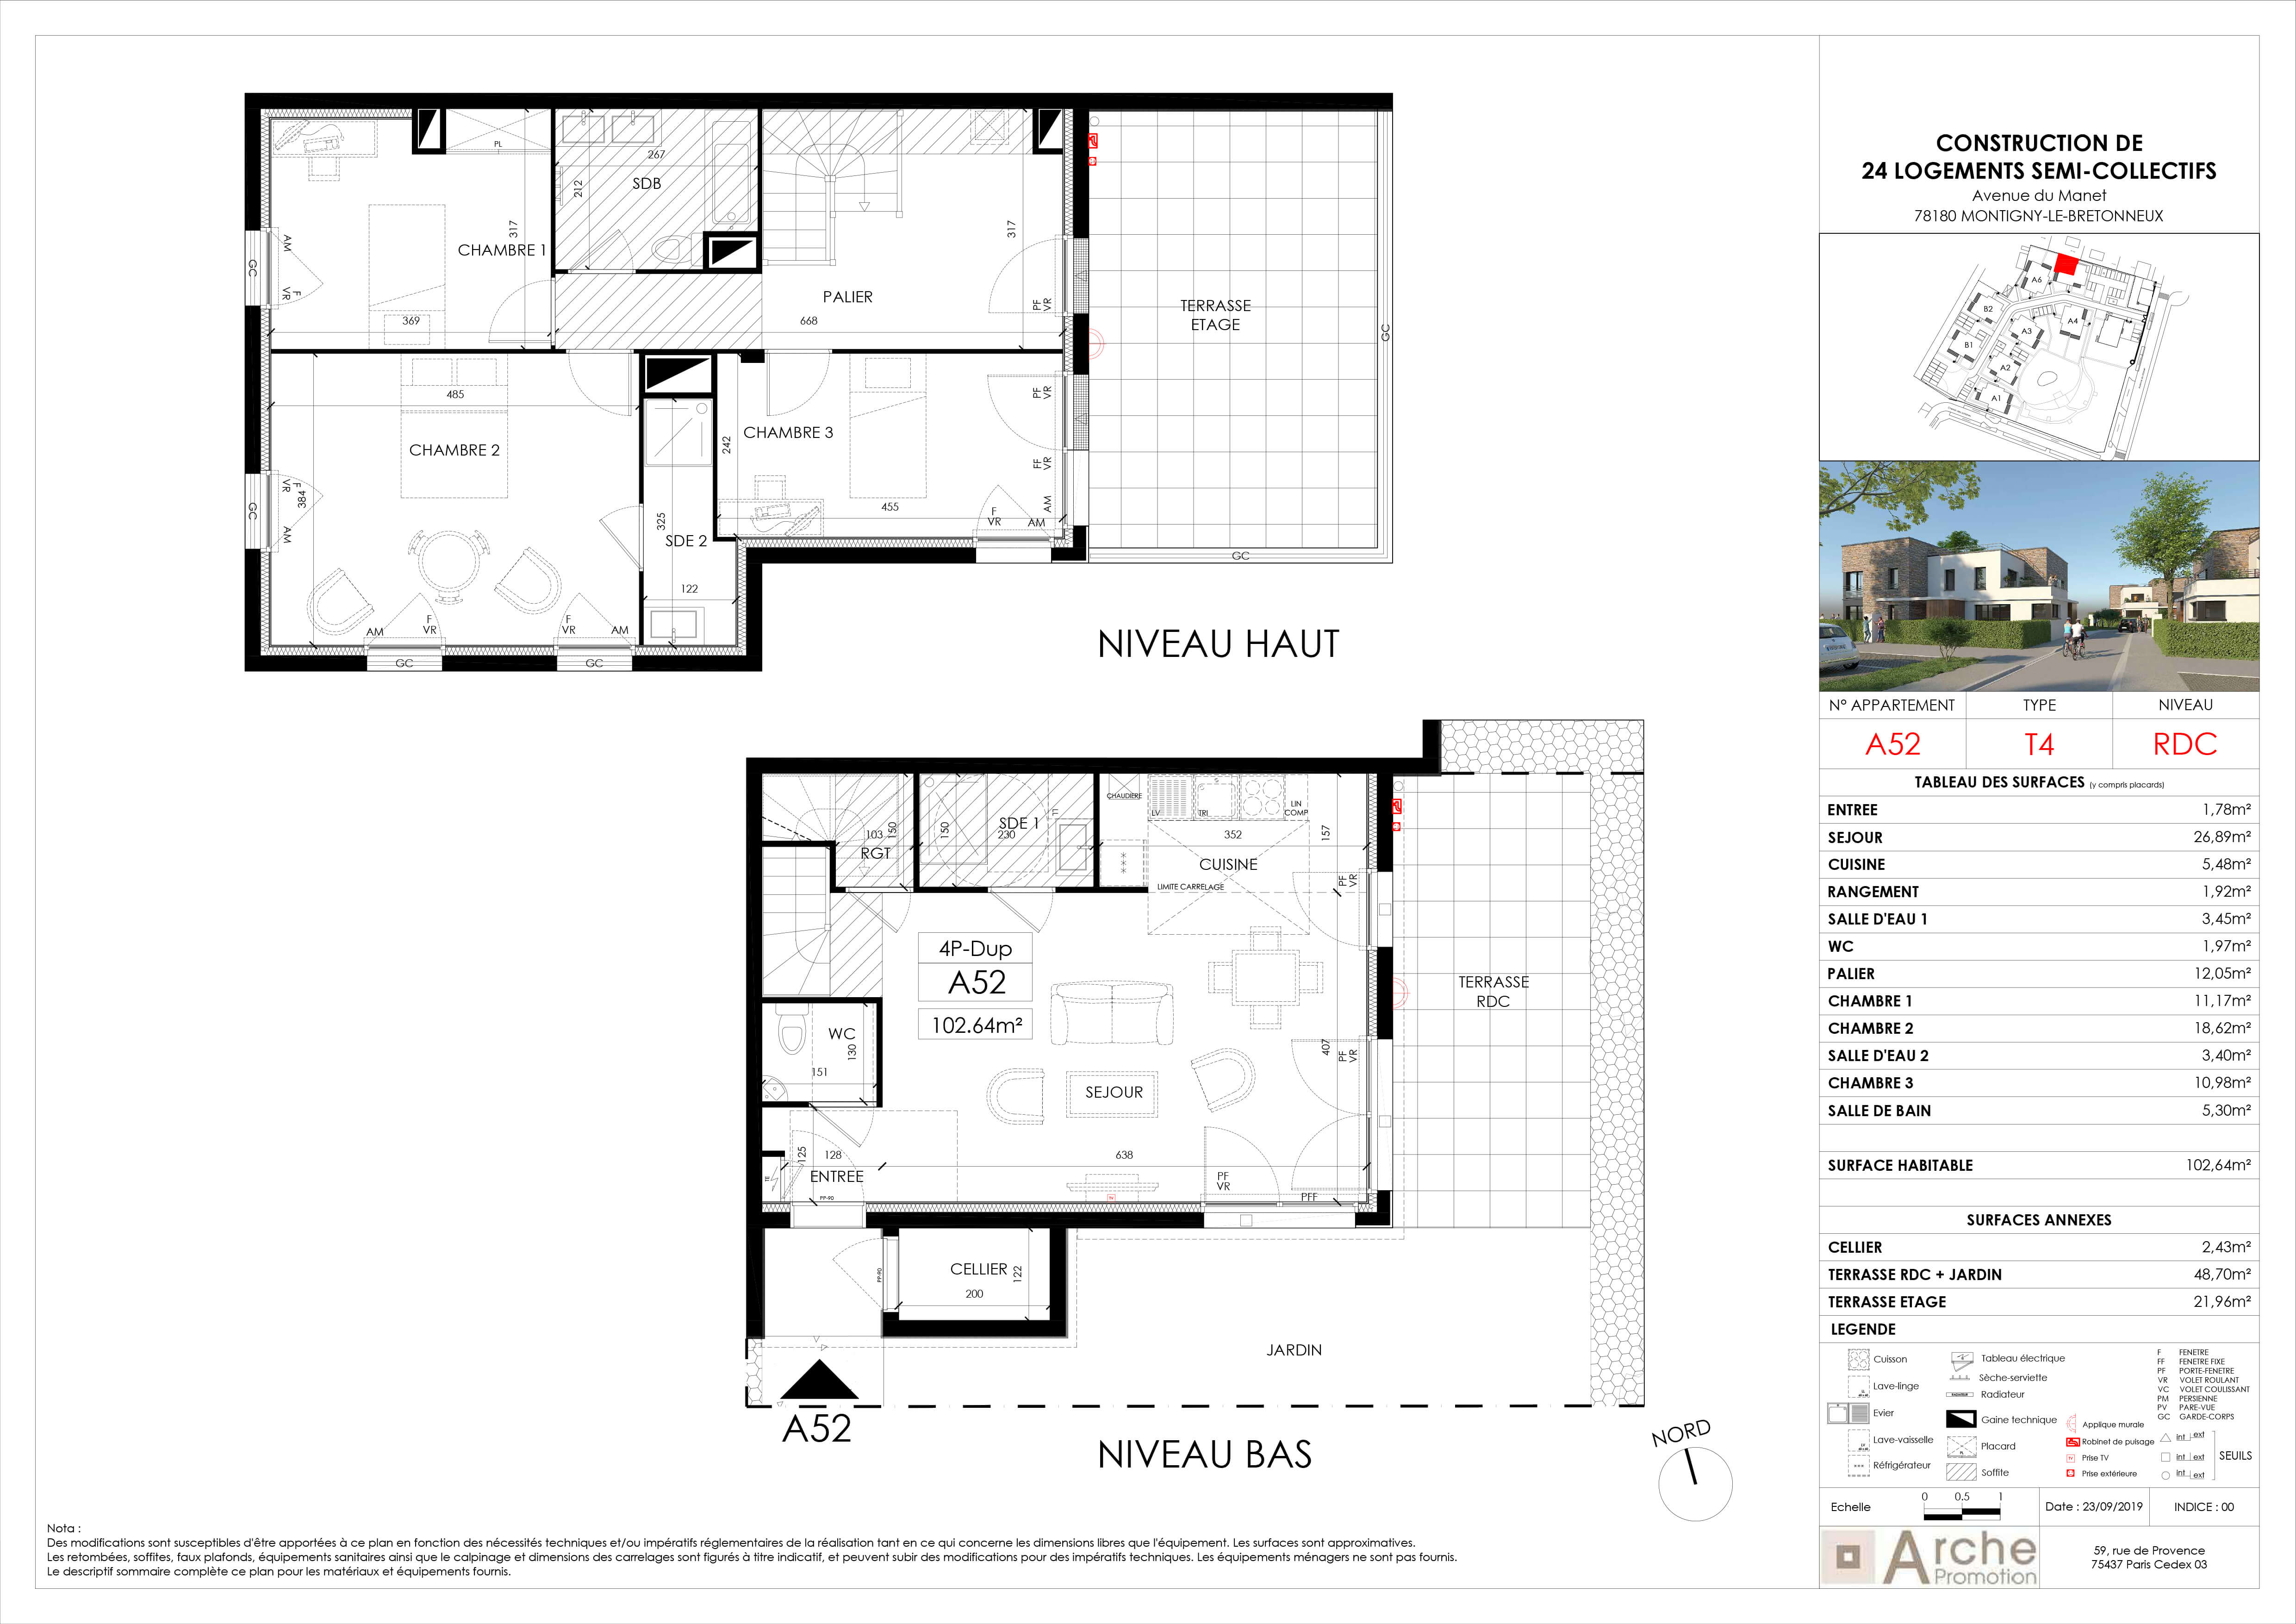 PL
267
212
SDB
317
CHAMBRE 1
AM
GC
F
VR
369
PALIER
668
317
PF
VR
TERRASSE
ETAGE
GC
485
CHAMBRE 2
F
VR
384
AM
GC
CHAMBRE 3
242
PF
VR
FF
VR
AM
455
F
VR
AM
325
SDE 2
122
F
VR
AM
F
VR
AM
GC
GC
GC
NIVEAU HAUT
CHAUDIERE
LV
TRI
LIN
COMP
103
150
RGT
150
SDE 1
230
352
157
CUISINE
LIMITE CARRELAGE
PF
VR
4P-Dup
A52
102.64m²
TERRASSE
RDC
WC
130
151
407
PF
VR
SEJOUR
125
128
638
ENTREE
PP-90
TV
PF
VR
PFF
CELLIER
122
200
PP-90
JARDIN
A52
NIVEAU BAS
NORD
Nota :
Des modifications sont susceptibles d'être apportées à ce plan en fonction des nécessités techniques et/ou impératifs réglementaires de la réalisation tant en ce qui concerne les dimensions libres que l'équipement. Les surfaces sont approximatives.
Les retombées, soffites, faux plafonds, équipements sanitaires ainsi que le calpinage et dimensions des carrelages sont figurés à titre indicatif, et peuvent subir des modifications pour des impératifs techniques. Les équipements ménagers ne sont pas fournis.
Le descriptif sommaire complète ce plan pour les matériaux et équipements fournis.
CONSTRUCTION DE
24 LOGEMENTS SEMI-COLLECTIFS
Avenue du Manet
78180 MONTIGNY-LE-BRETONNEUX
A6
B2
A3
A4
B1
A2
A1
N° APPARTEMENT TYPE NIVEAU
A52 T4 RDC
TABLEAU DES SURFACES (y compris placards)
ENTREE 1,78m²
SEJOUR 26,89m²
CUISINE 5,48m²
RANGEMENT 1,92m²
SALLE D'EAU 1 3,45m²
WC 1,97m²
PALIER 12,05m²
CHAMBRE 1 11,17m²
CHAMBRE 2 18,62m²
SALLE D'EAU 2 3,40m²
CHAMBRE 3 10,98m²
SALLE DE BAIN 5,30m²
SURFACE HABITABLE 102,64m²
SURFACES ANNEXES
CELLIER 2,43m²
TERRASSE RDC + JARDIN 48,70m²
TERRASSE ETAGE 21,96m²
LEGENDE
Cuisson
Lave-linge
Evier
Lave-vaisselle
Réfrigérateur
Tableau électrique
Sèche-serviette
Radiateur
Gaine technique
Placard
Soffite
Applique murale
Robinet de puisage
Prise TV
Prise extérieure
F FENETRE
FF FENETRE FIXE
PF PORTE-FENETRE
VR VOLET ROULANT
VC VOLET COULISSANT
PM PERSIENNE
PV PARE-VUE
GC GARDE-CORPS
int ext
int ext
int ext
SEUILS
Echelle 0 0.5 1
Date : 23/09/2019
INDICE : 00
Arche
Promotion
59, rue de Provence
75437 Paris Cedex 03